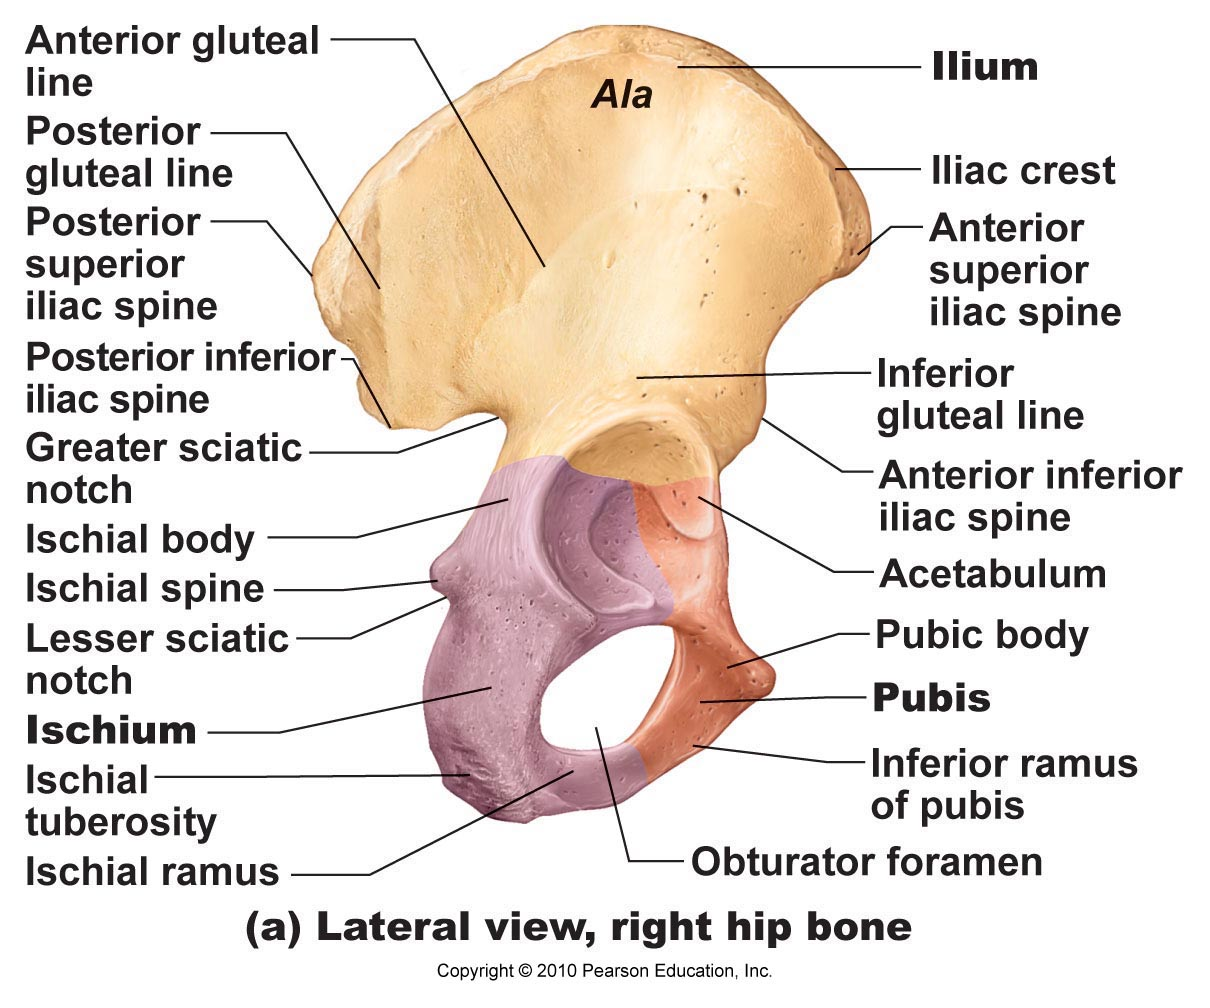 Anterior gluteal
line
Posterior
gluteal line
Posterior
superior
iliac spine
Posterior inferior
iliac spine
Greater sciatic
notch
Ischial body
Ischial spine
Lesser sciatic
notch
Ischium
Ischial
tuberosity
Ischial ramus
Ala
Ilium
Iliac crest
Anterior
superior
iliac spine
Inferior
gluteal line
Anterior inferior
iliac spine
Acetabulum
Pubic body
Pubis
Inferior ramus
of pubis
Obturator foramen
(a) Lateral view, right hip bone
Copyright © 2010 Pearson Education, Inc.